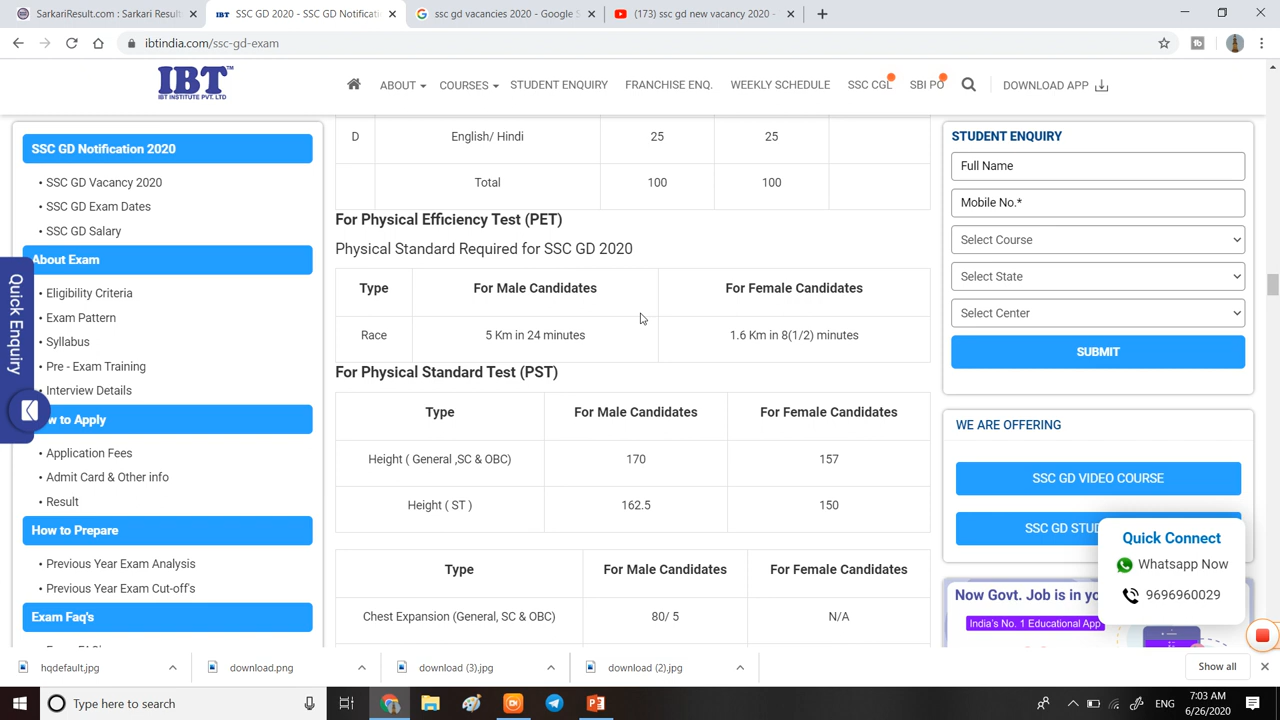 SarkariResult.com : Sarkari Result
SSC GD 2020 - SSC GD Notificati
ssc gd vacancies 2020 - Google S
(173) ssc gd new vacancy 2020 -
ibtindia.com/ssc-gd-exam
IBT
IBT INSTITUTE PVT. LTD
ABOUT
COURSES
STUDENT ENQUIRY
FRANCHISE ENQ.
WEEKLY SCHEDULE
SSC CGL
SBI PO
DOWNLOAD APP
SSC GD Notification 2020
• SSC GD Vacancy 2020
• SSC GD Exam Dates
• SSC GD Salary
About Exam
• Eligibility Criteria
• Exam Pattern
• Syllabus
• Pre - Exam Training
• Interview Details
w to Apply
• Application Fees
• Admit Card & Other info
• Result
How to Prepare
• Previous Year Exam Analysis
• Previous Year Exam Cut-off's
Exam Faq's
Quick Enquiry
D English/ Hindi 25 25
Total 100 100
For Physical Efficiency Test (PET)
Physical Standard Required for SSC GD 2020
Type For Male Candidates For Female Candidates
Race 5 Km in 24 minutes 1.6 Km in 8(1/2) minutes
For Physical Standard Test (PST)
Type For Male Candidates For Female Candidates
Height ( General ,SC & OBC) 170 157
Height ( ST ) 162.5 150
Type For Male Candidates For Female Candidates
Chest Expansion (General, SC & OBC) 80/ 5 N/A
STUDENT ENQUIRY
Full Name
Mobile No.*
Select Course
Select State
Select Center
SUBMIT
WE ARE OFFERING
SSC GD VIDEO COURSE
SSC GD STUD
Quick Connect
Whatsapp Now
9696960029
Now Govt. Job is in yo
India's No. 1 Educational App
hqdefault.jpg
download.png
download (3).jpg
download (2).jpg
Show all
Type here to search
ENG
7:03 AM
6/26/2020